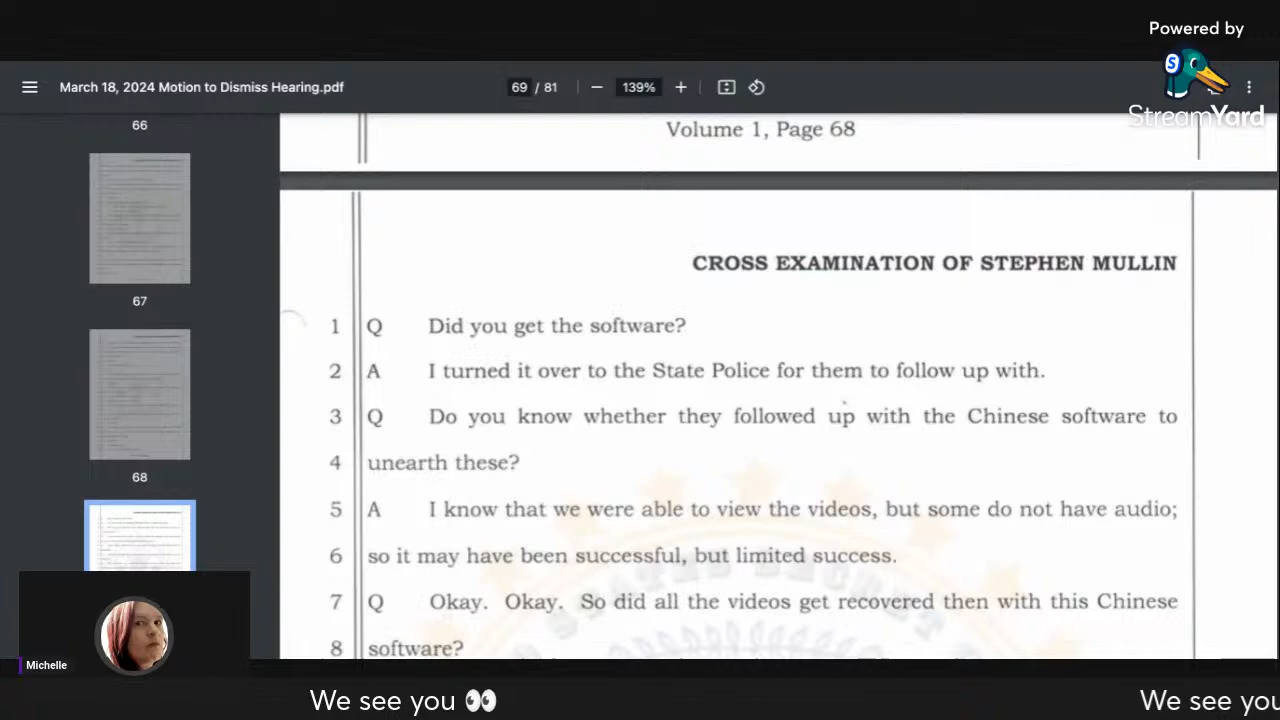 Powered by
StreamYard
March 18, 2024 Motion to Dismiss Hearing.pdf
69 / 81
139%
66
67
68
Volume 1, Page 68
CROSS EXAMINATION OF STEPHEN MULLIN
1 Q Did you get the software?
2 A I turned it over to the State Police for them to follow up with.
3 Q Do you know whether they followed up with the Chinese software to
4 unearth these?
5 A I know that we were able to view the videos, but some do not have audio;
6 so it may have been successful, but limited success.
7 Q Okay. Okay. So did all the videos get recovered then with this Chinese
8 software?
Michelle
We see you 👀
We see you